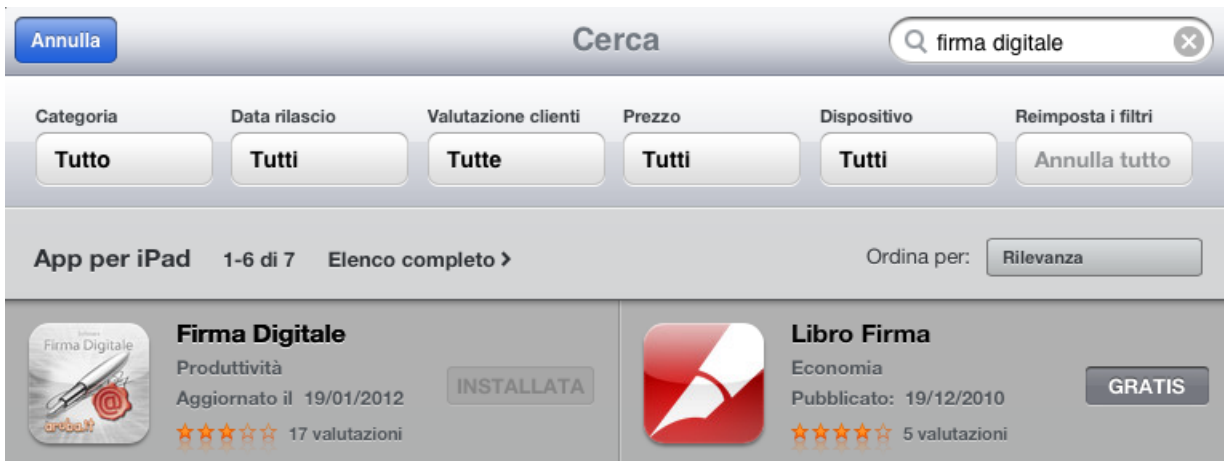 Annulla
Cerca
firma digitale
Categoria
Data rilascio
Valutazione clienti
Prezzo
Dispositivo
Reimposta i filtri
Tutto
Tutti
Tutte
Tutti
Tutti
Annulla tutto
App per iPad
1-6 di 7
Elenco completo >
Ordina per:
Rilevanza
Firma Digitale
@
aruba.it
Firma Digitale
Produttività
Aggiornato il 19/01/2012
17 valutazioni
INSTALLATA
Libro Firma
Economia
Pubblicato: 19/12/2010
5 valutazioni
GRATIS